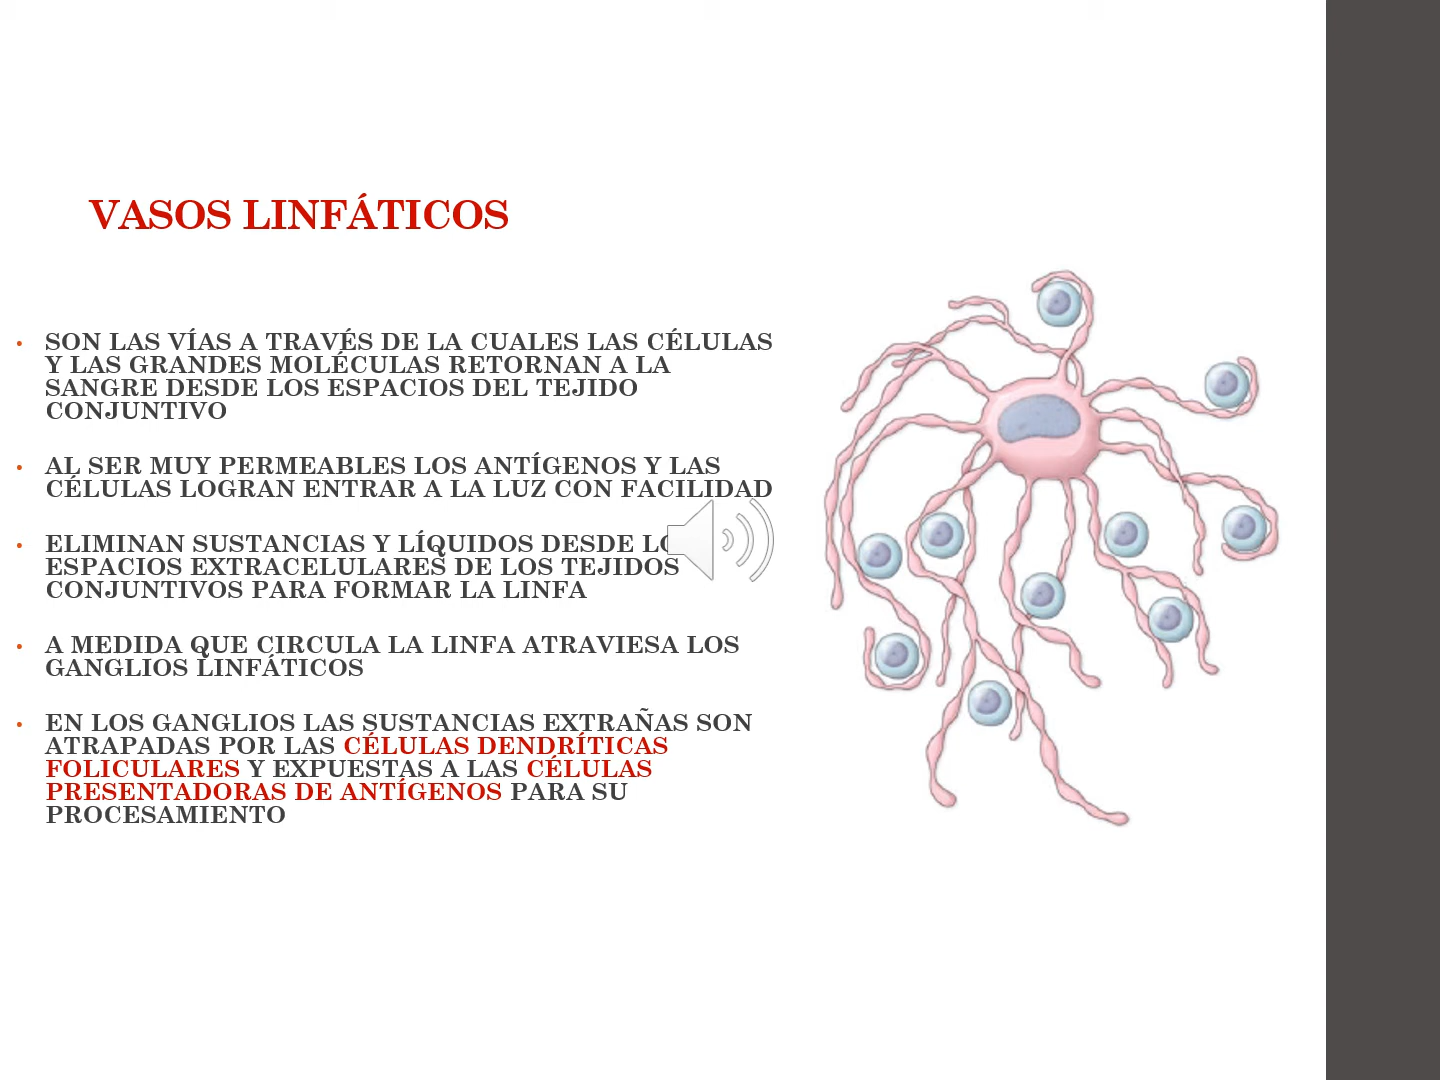 VASOS LINFÁTICOS
• SON LAS VÍAS A TRAVÉS DE LA CUALES LAS CÉLULAS
Y LAS GRANDES MOLÉCULAS RETORNAN A LA
SANGRE DESDE LOS ESPACIOS DEL TEJIDO
CONJUNTIVO
• AL SER MUY PERMEABLES LOS ANTÍGENOS Y LAS
CÉLULAS LOGRAN ENTRAR A LA LUZ CON FACILIDAD
• ELIMINAN SUSTANCIAS Y LÍQUIDOS DESDE
ESPACIOS EXTRACELULARES DE LOS TEJIDOS
CONJUNTIVOS PARA FORMAR LA LINFA
• A MEDIDA QUE CIRCULA LA LINFA ATRAVIESA LOS
GANGLIOS LINFÁTICOS
• EN LOS GANGLIOS LAS SUSTANCIAS EXTRAÑAS SON
ATRAPADAS POR LAS CÉLULAS DENDRÍTICAS
FOLICULARES Y EXPUESTAS A LAS CÉLULAS
PRESENTADORAS DE ANTÍGENOS PARA SU
PROCESAMIENTO